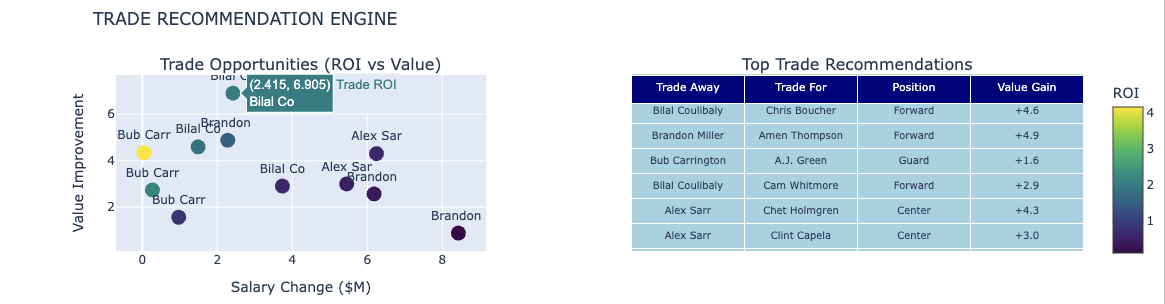 TRADE RECOMMENDATION ENGINE
Trade Opportunities (ROI vs Value)
Bilal Co
(2.415, 6.905)
Bilal Co
Trade ROI
Bub Carr
Bilal Co
Brandon
Alex Sar
Bub Carr
Bilal Co
Alex Sar
Brandon
Bub Carr
Brandon
6
4
2
Value Improvement
0 2 4 6 8
Salary Change ($M)
Top Trade Recommendations
Trade Away Trade For Position Value Gain
Bilal Coulibaly Chris Boucher Forward +4.6
Brandon Miller Amen Thompson Forward +4.9
Bub Carrington A.J. Green Guard +1.6
Bilal Coulibaly Cam Whitmore Forward +2.9
Alex Sarr Chet Holmgren Center +4.3
Alex Sarr Clint Capela Center +3.0
ROI
4
3
2
1